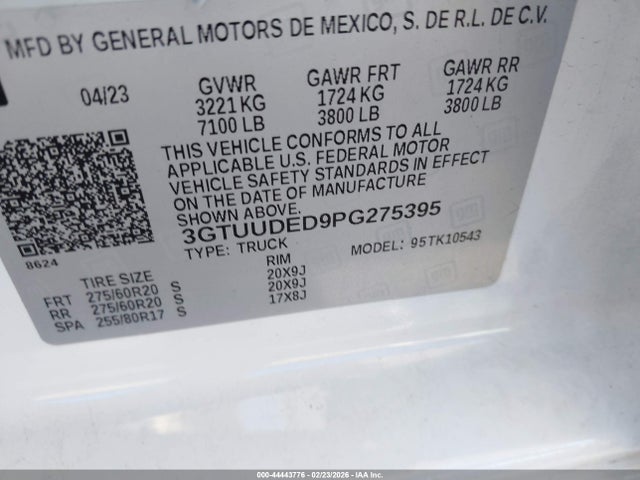 MFD BY GENERAL MOTORS DE MEXICO, S. DE R.L. DE C.V.
04/23 GVWR GAWR FRT GAWR RR
3221 KG 1724 KG 1724 KG
7100 LB 3800 LB 3800 LB
THIS VEHICLE CONFORMS TO ALL
APPLICABLE U.S. FEDERAL MOTOR
VEHICLE SAFETY STANDARDS IN EFFECT
ON THE DATE OF MANUFACTURE
SHOWN ABOVE.
3GTUUDED9PG275395
8624 TYPE: TRUCK MODEL: 95TK10543
TIRE SIZE RIM
FRT 275/60R20 S 20X9J
RR 275/60R20 S 20X9J
SPA 255/80R17 S 17X8J
000-44443776 - 02/23/2026 - IAA Inc.